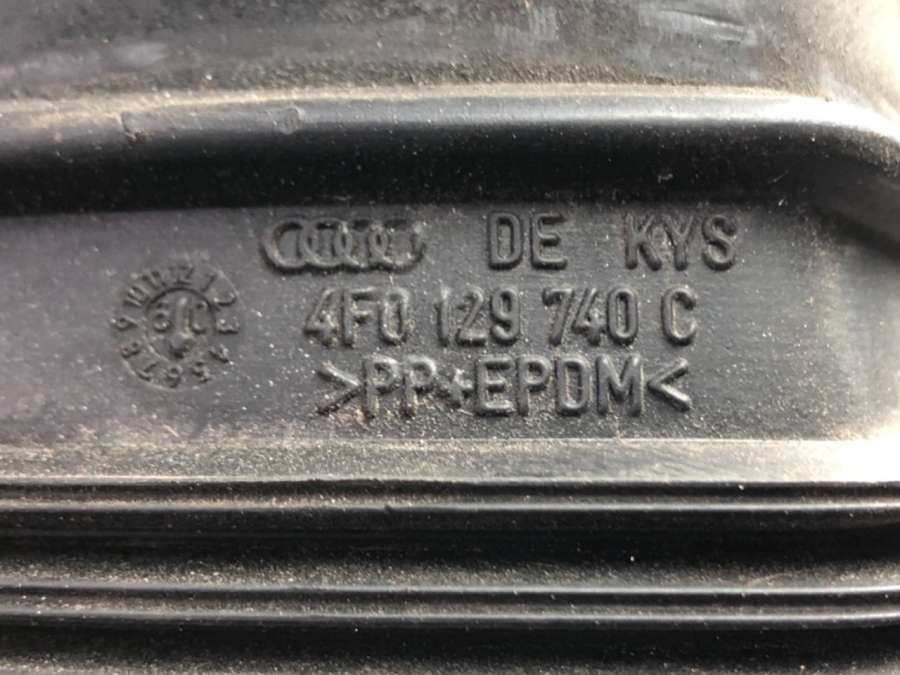 DE KYS
4F0 129 740 C
>PP+EPDM<